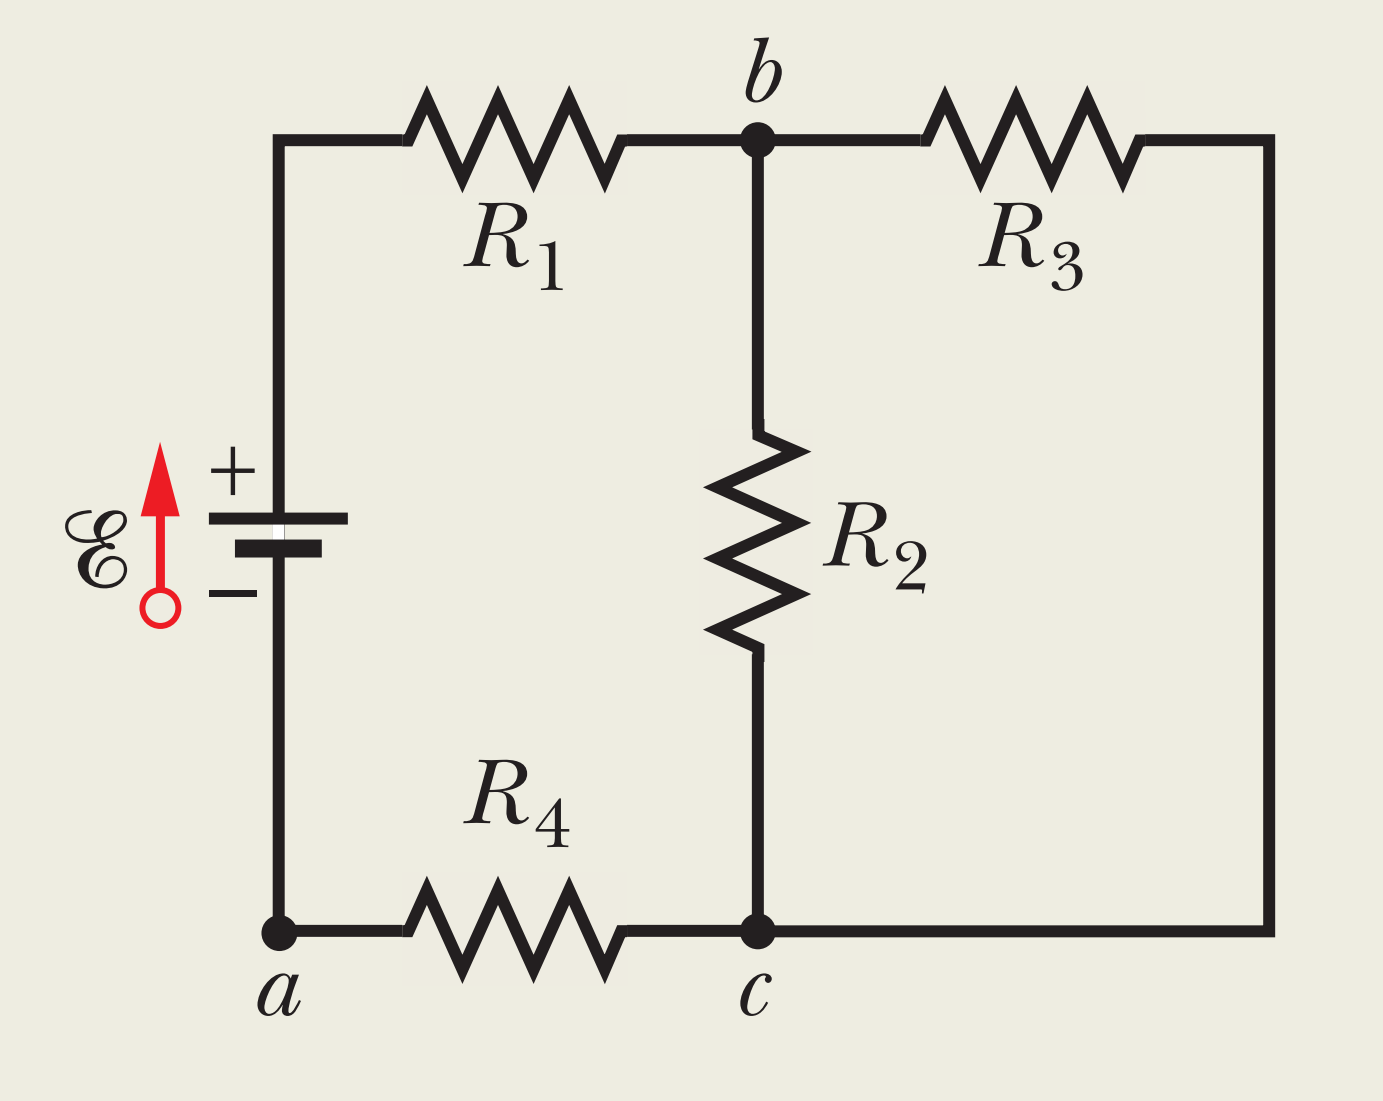 b
R₁
R₃
+
ℰ
−
R₂
R₄
a
c